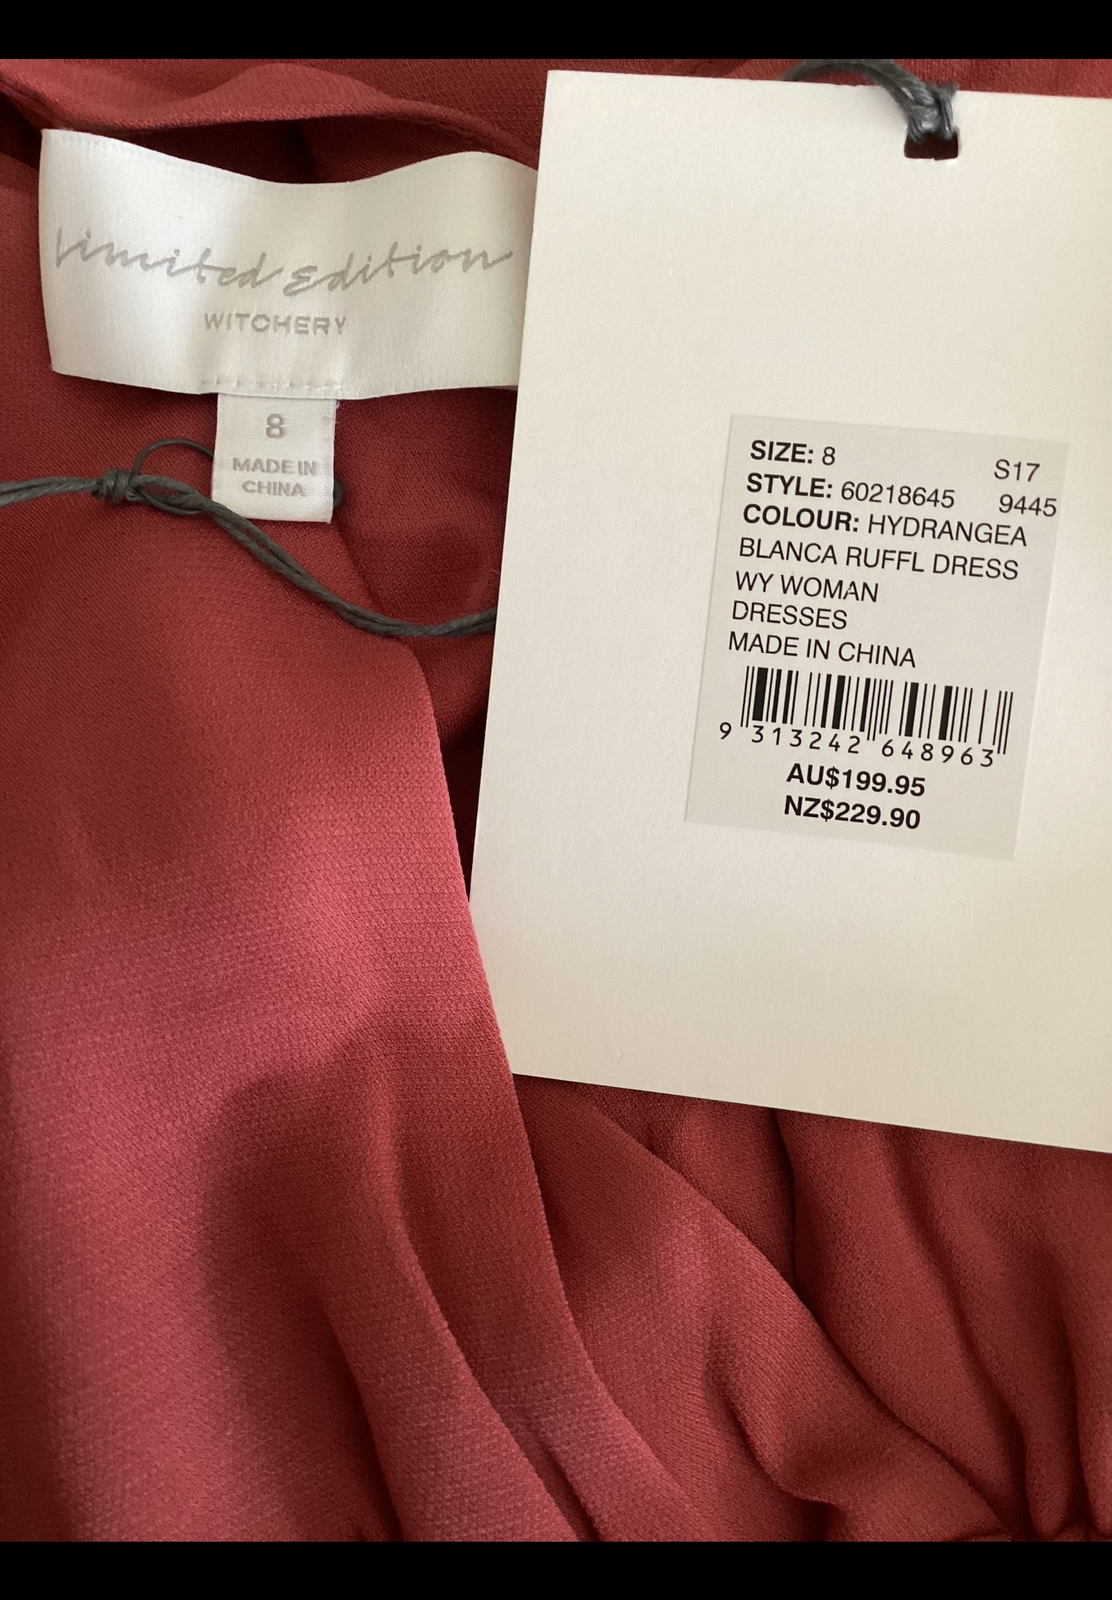 Limited Edition
WITCHERY
8
MADE IN
CHINA
SIZE: 8 S17
STYLE: 60218645 9445
COLOUR: HYDRANGEA
BLANCA RUFFL DRESS
WY WOMAN
DRESSES
MADE IN CHINA
9 313242 648963
AU$199.95
NZ$229.90